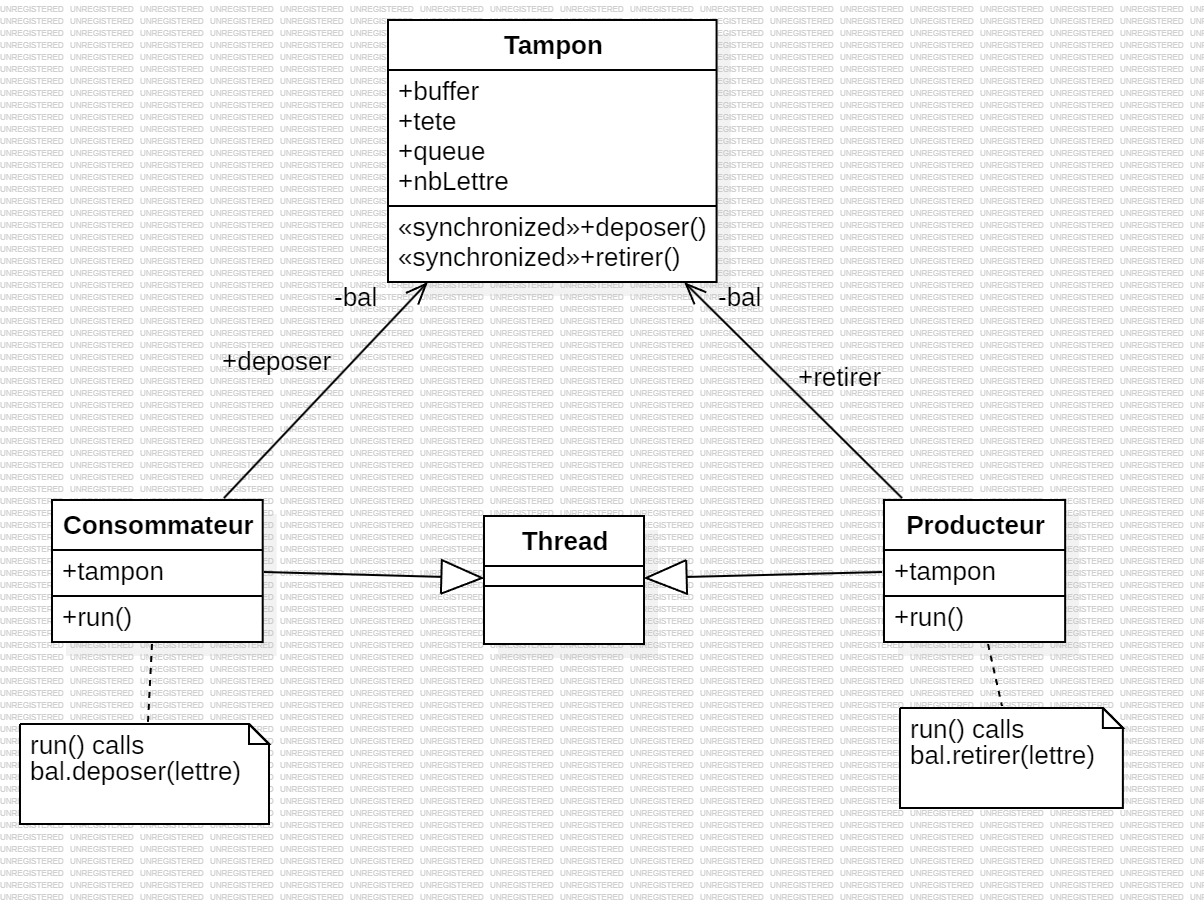 Tampon
+buffer
+tete
+queue
+nbLettre
«synchronized»+deposer()
«synchronized»+retirer()
-bal
-bal
+deposer
+retirer
Consommateur
+tampon
+run()
Thread
Producteur
+tampon
+run()
run() calls
bal.deposer(lettre)
run() calls
bal.retirer(lettre)
UNREGISTERED